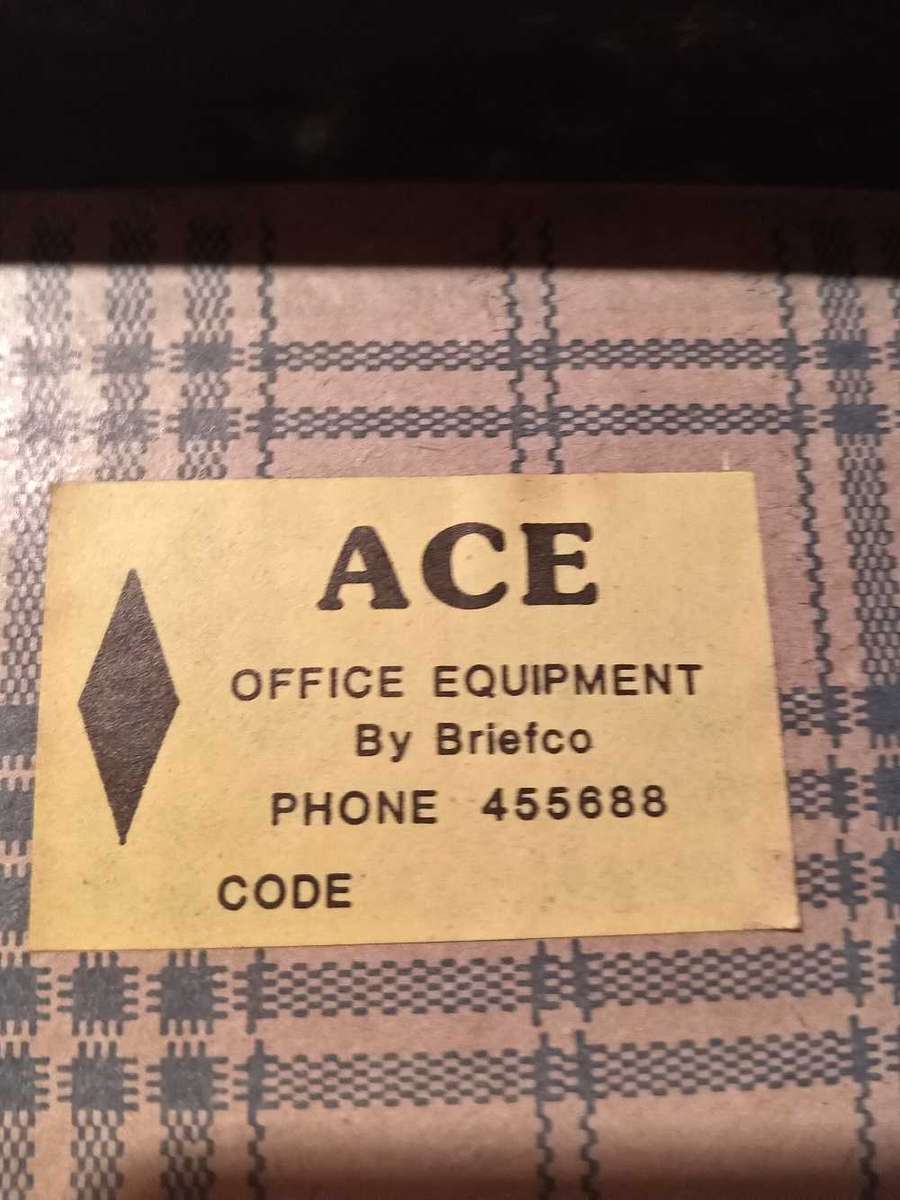 ACE
OFFICE EQUIPMENT
By Briefco
PHONE 455688
CODE